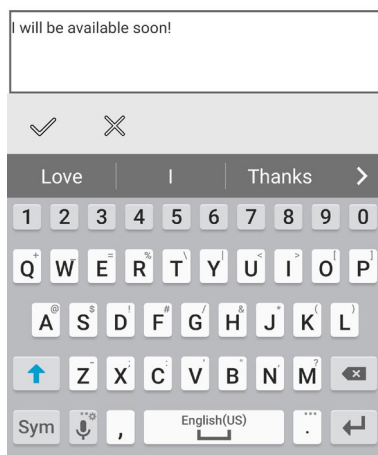 I will be available soon!
Love I Thanks
1 2 3 4 5 6 7 8 9 0
Q+ W_ E= R% T\ Y| U< I> O[ P]
A@ S$ D! F# G/ H& J* K( L)
Z- X; C: V' B" N, M?
Sym , English(US) .